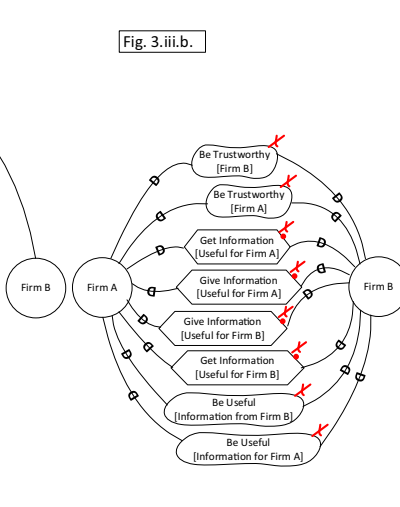 Fig. 3.iii.b.
Be Trustworthy
[Firm B]
Be Trustworthy
[Firm A]
Get Information
[Useful for Firm A]
Firm B
Firm A
Give Information
[Useful for Firm A]
Firm B
Give Information
[Useful for Firm B]
Get Information
[Useful for Firm B]
Be Useful
[Information from Firm B]
Be Useful
[Information for Firm A]